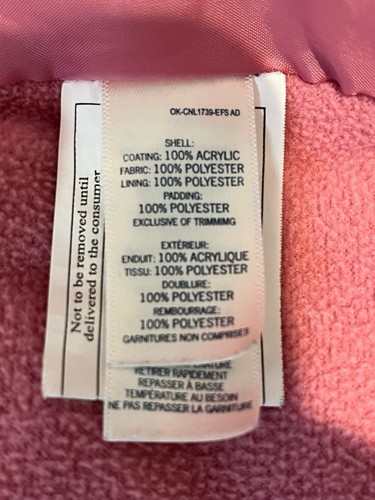 OK-CNL1739-EFS AD
SHELL:
COATING: 100% ACRYLIC
FABRIC: 100% POLYESTER
LINING: 100% POLYESTER
PADDING:
100% POLYESTER
EXCLUSIVE OF TRIMMIMG
EXTÉRIEUR:
ENDUIT: 100% ACRYLIQUE
TISSU: 100% POLYESTER
DOUBLURE:
100% POLYESTER
REMBOURRAGE:
100% POLYESTER
GARNITURES NON COMPRISES
RETIRER RAPIDEMENT
REPASSER À BASSE
TEMPÉRATURE AU BESOIN
NE PAS REPASSER LA GARNITURE
Not to be removed until
delivered to the consumer